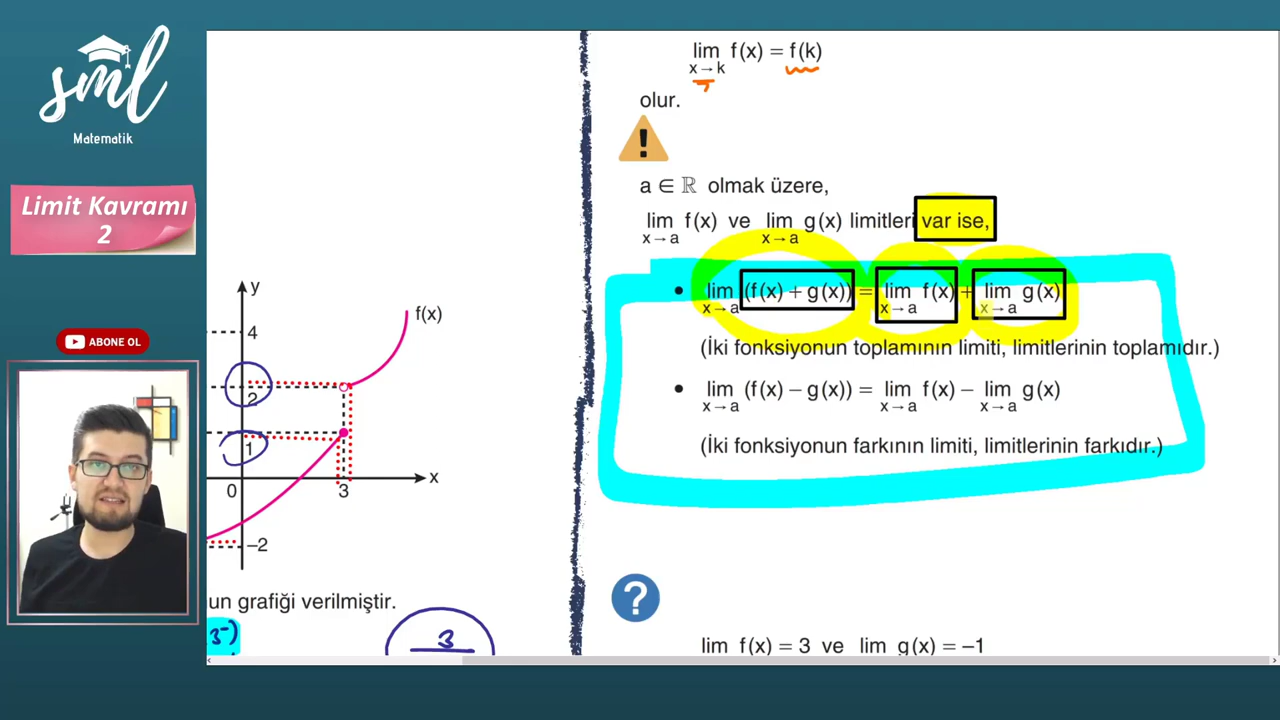 sml
Matematik
Limit Kavramı
2
ABONE OL
y
4
f(x)
2
1
0
3
x
–2
nun grafiği verilmiştir.
3⁻)
3
lim f(x) = f(k)
x→k
olur.
!
a ∈ ℝ olmak üzere,
lim f(x) ve lim g(x) limitleri var ise,
x→a x→a
• lim (f(x) + g(x)) = lim f(x) + lim g(x)
x→a x→a x→a
(İki fonksiyonun toplamının limiti, limitlerinin toplamıdır.)
• lim (f(x) – g(x)) = lim f(x) – lim g(x)
x→a x→a x→a
(İki fonksiyonun farkının limiti, limitlerinin farkıdır.)
?
lim f(x) = 3 ve lim g(x) = –1